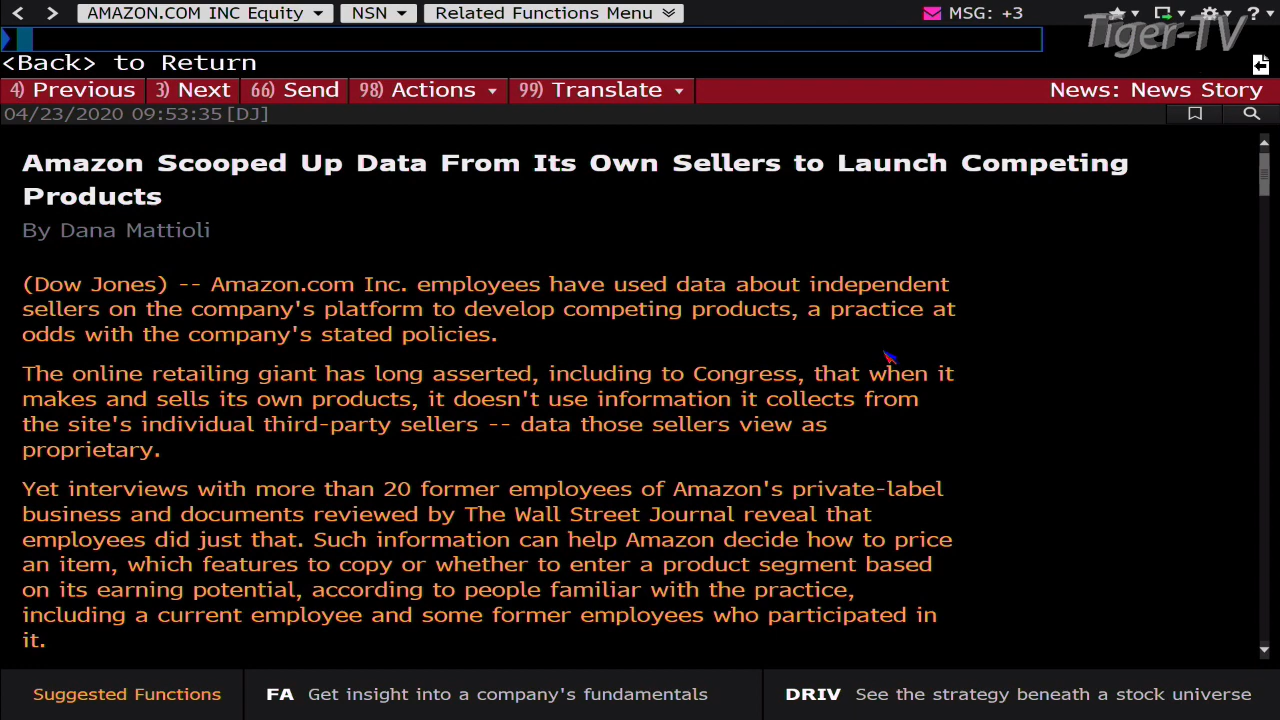 AMAZON.COM INC Equity NSN Related Functions Menu MSG: +3 ?
Tiger-TV
<Back> to Return
4) Previous 3) Next 66) Send 98) Actions 99) Translate News: News Story
04/23/2020 09:53:35 [DJ]
Amazon Scooped Up Data From Its Own Sellers to Launch Competing
Products
By Dana Mattioli
(Dow Jones) -- Amazon.com Inc. employees have used data about independent
sellers on the company's platform to develop competing products, a practice at
odds with the company's stated policies.
The online retailing giant has long asserted, including to Congress, that when it
makes and sells its own products, it doesn't use information it collects from
the site's individual third-party sellers -- data those sellers view as
proprietary.
Yet interviews with more than 20 former employees of Amazon's private-label
business and documents reviewed by The Wall Street Journal reveal that
employees did just that. Such information can help Amazon decide how to price
an item, which features to copy or whether to enter a product segment based
on its earning potential, according to people familiar with the practice,
including a current employee and some former employees who participated in
it.
Suggested Functions FA Get insight into a company's fundamentals DRIV See the strategy beneath a stock universe